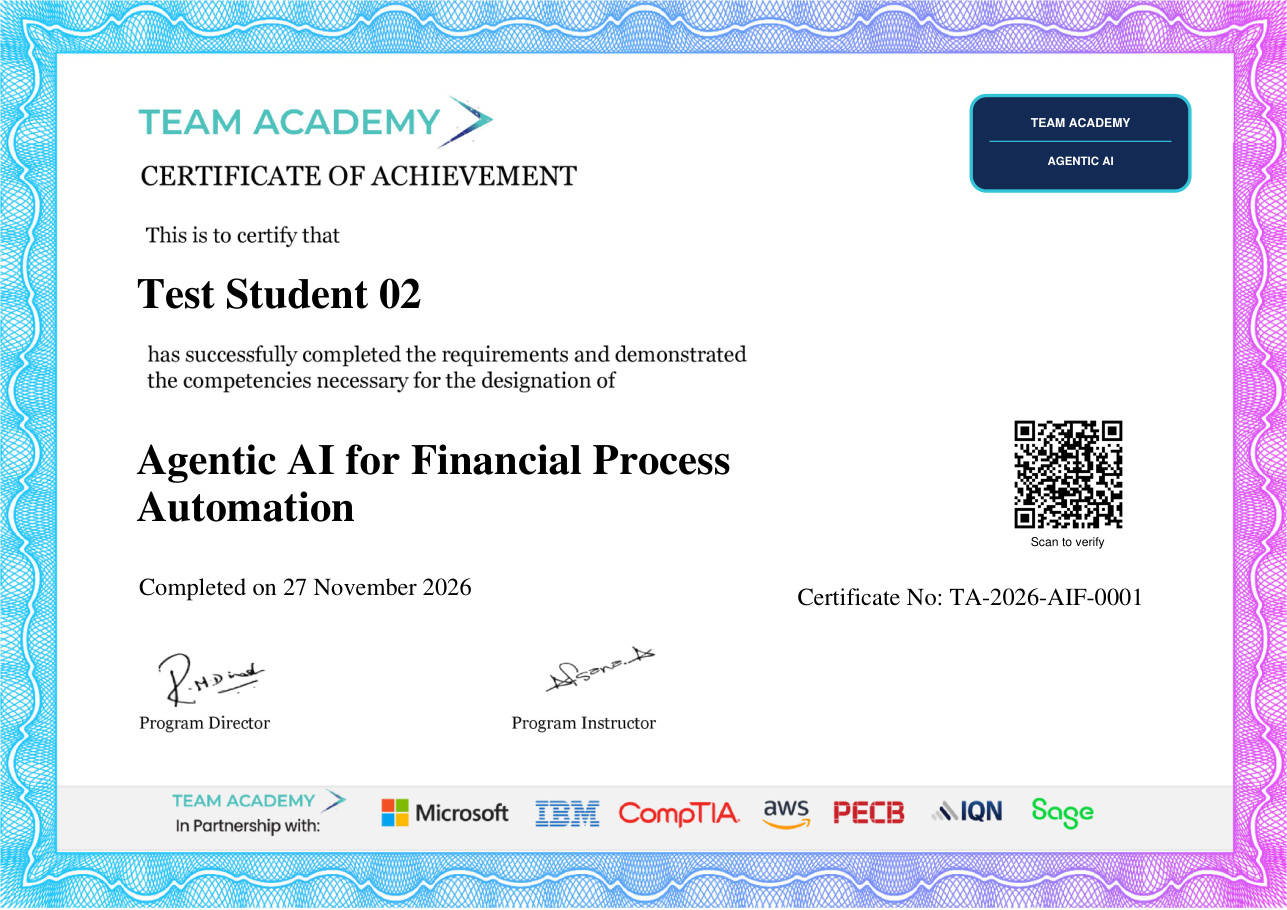 TEAM ACADEMY
CERTIFICATE OF ACHIEVEMENT
TEAM ACADEMY
AGENTIC AI
This is to certify that
Test Student 02
has successfully completed the requirements and demonstrated
the competencies necessary for the designation of
Agentic AI for Financial Process
Automation
Scan to verify
Completed on 27 November 2026
Certificate No: TA-2026-AIF-0001
Program Director
Program Instructor
TEAM ACADEMY
In Partnership with:
Microsoft
IBM
CompTIA.
aws
PECB
IQN
Sage